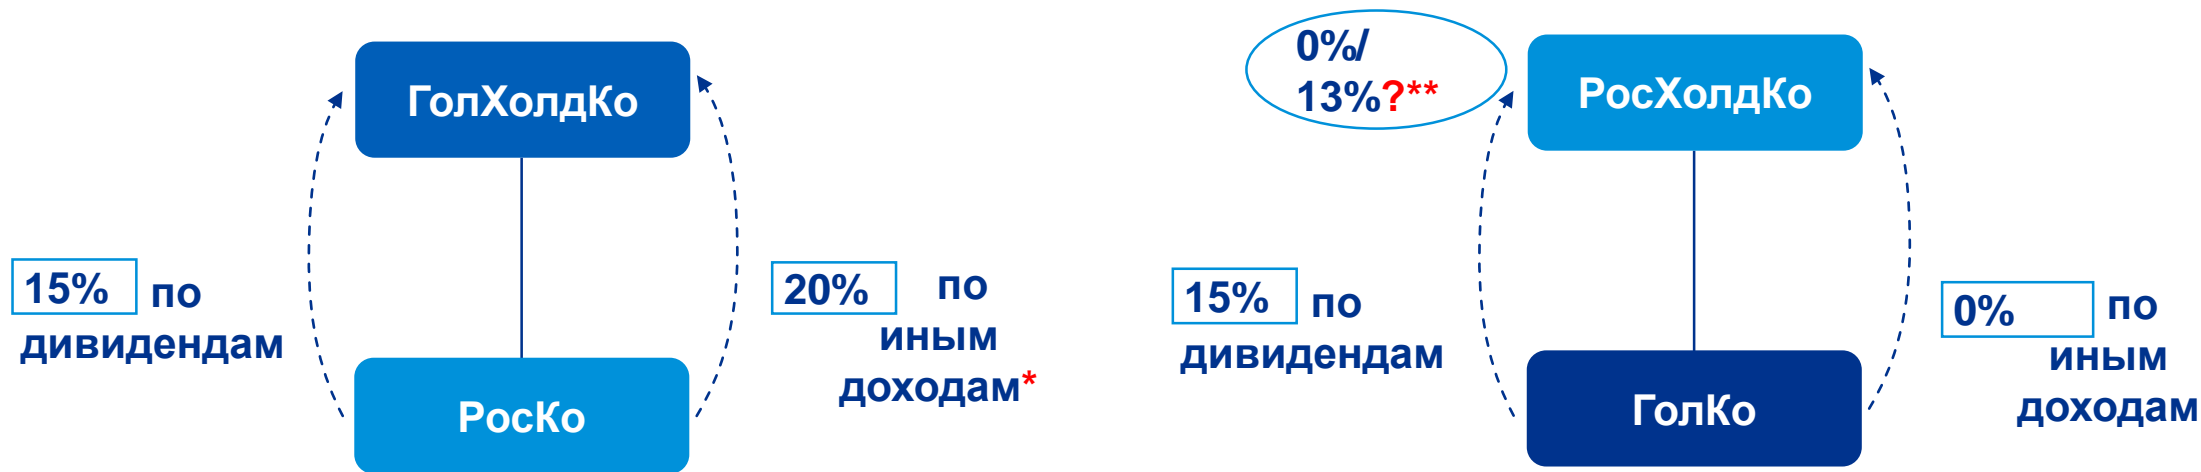 ГолХолдКо
15% по
дивидендам
20% по
иным
доходам*
РосКо
0%/
13%?**
РосХолдКо
15% по
дивидендам
0% по
иным
доходам
ГолКо